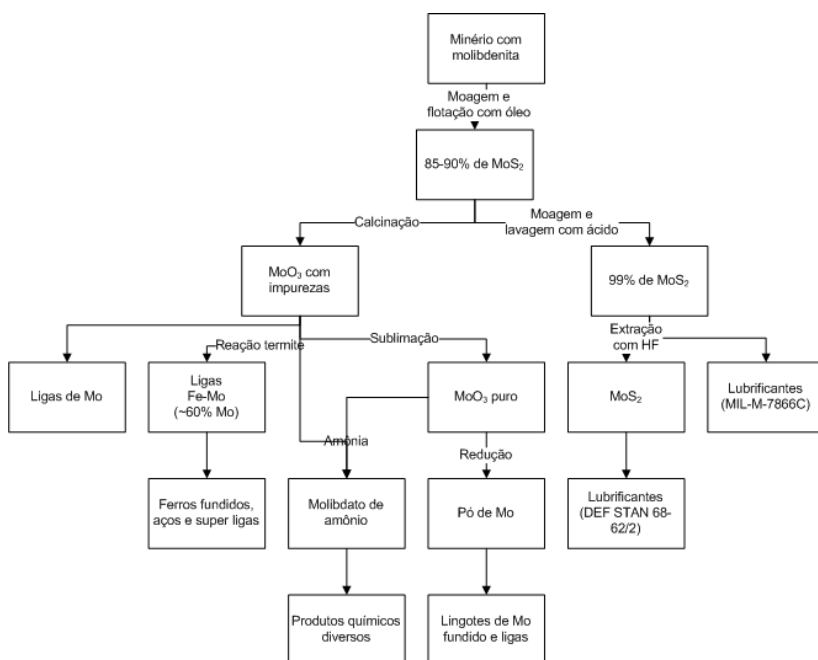 Minério com
molibdenita
Moagem e
flotação com óleo
85-90% de MoS₂
Calcinação
Moagem e
lavagem com ácido
MoO₃ com
impurezas
99% de MoS₂
Reação termite
Sublimação
Extração
com HF
Ligas de Mo
Ligas
Fe-Mo
(~60% Mo)
MoO₃ puro
MoS₂
Lubrificantes
(MIL-M-7866C)
Amônia
Redução
Ferros fundidos,
aços e super ligas
Molibdato de
amônio
Pó de Mo
Lubrificantes
(DEF STAN 68-
62/2)
Produtos químicos
diversos
Lingotes de Mo
fundido e ligas